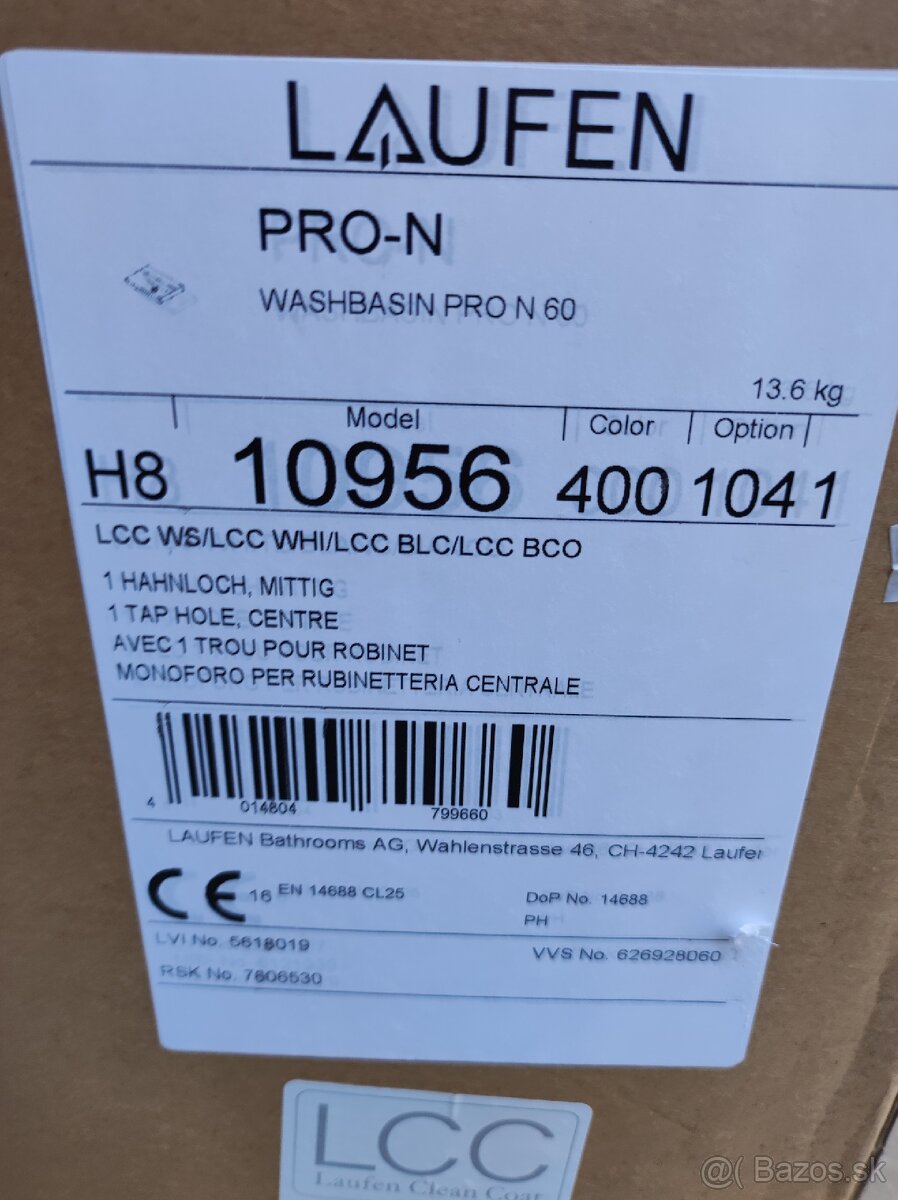 LAUFEN
PRO-N
WASHBASIN PRO N 60
13.6 kg
Model Color Option
H8 10956 400 1041
LCC WS/LCC WHI/LCC BLC/LCC BCO
1 HAHNLOCH, MITTIG
1 TAP HOLE, CENTRE
AVEC 1 TROU POUR ROBINET
MONOFORO PER RUBINETTERIA CENTRALE
4 014804 799660
LAUFEN Bathrooms AG, Wahlenstrasse 46, CH-4242 Laufen
CE 16 EN 14688 CL25 DoP No. 14688
PH
LVI No. 5618019 VVS No. 626928060
RSK No. 7806530
LCC
Laufen Clean Coat
@( Bazos.sk